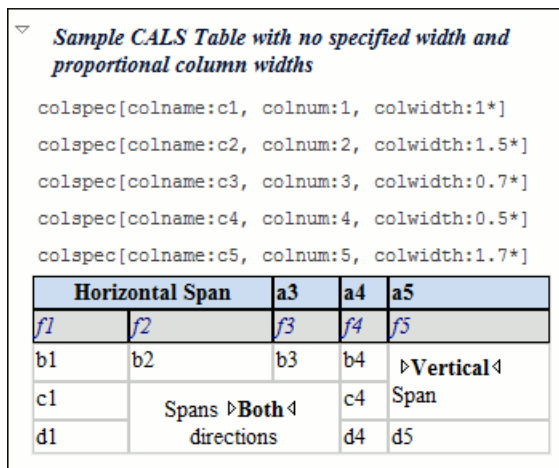 Sample CALS Table with no specified width and
proportional column widths
colspec[colname:c1, colnum:1, colwidth:1*]
colspec[colname:c2, colnum:2, colwidth:1.5*]
colspec[colname:c3, colnum:3, colwidth:0.7*]
colspec[colname:c4, colnum:4, colwidth:0.5*]
colspec[colname:c5, colnum:5, colwidth:1.7*]
Horizontal Span a3 a4 a5
f1 f2 f3 f4 f5
b1 b2 b3 b4 Vertical
c1 Spans Both c4 Span
d1 directions d4 d5